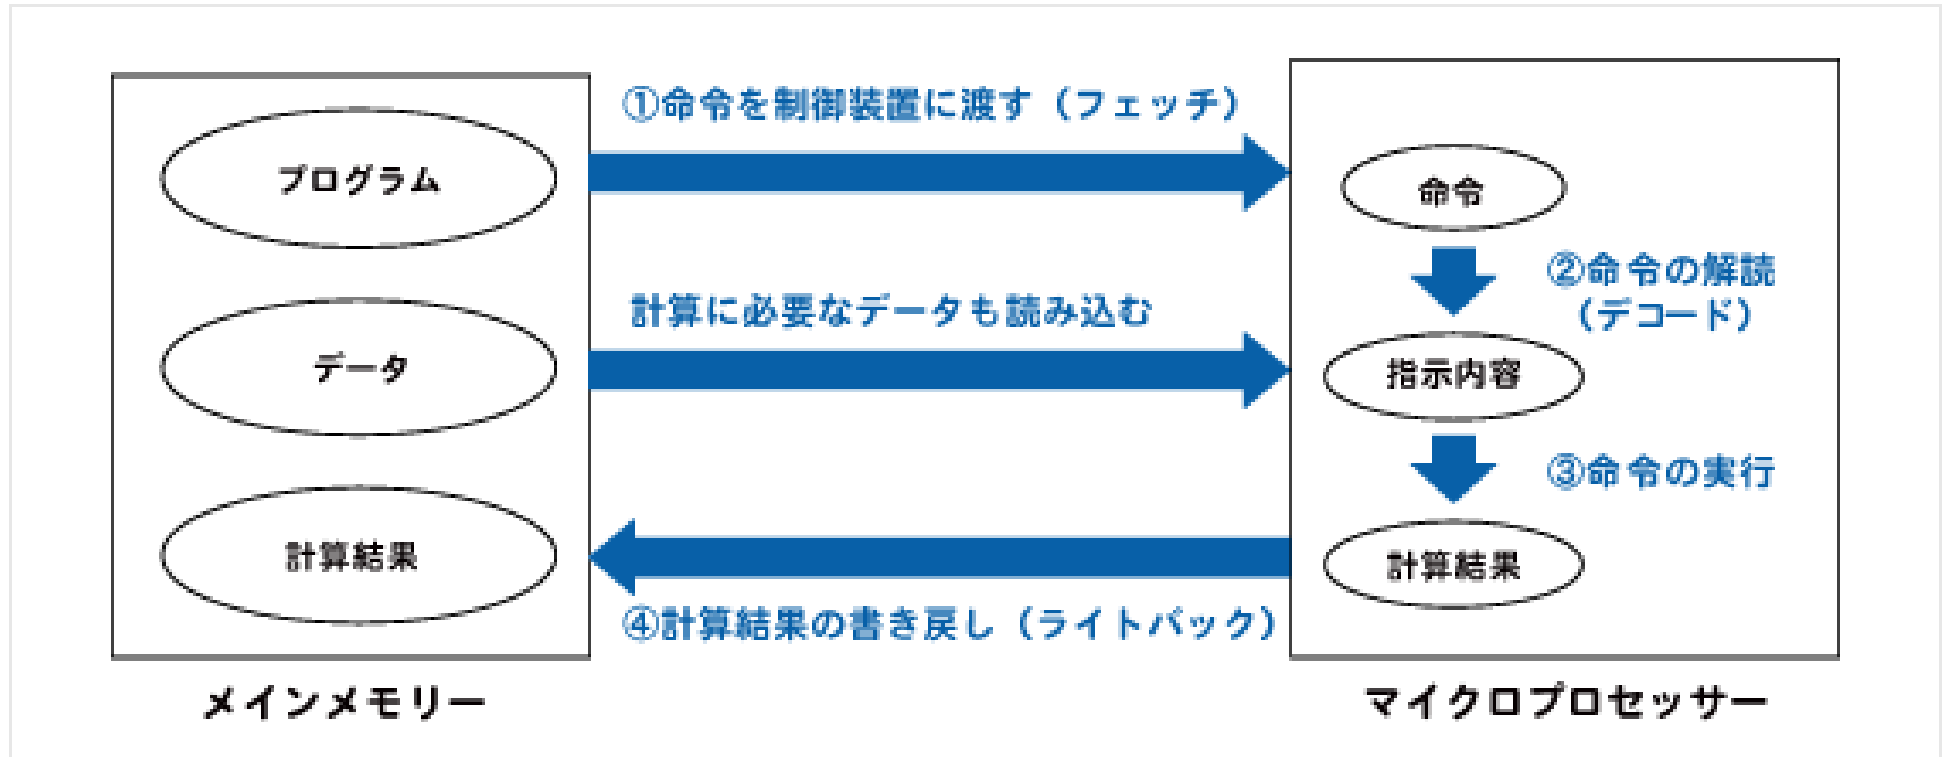 ①命令を制御装置に渡す（フェッチ）
プログラム
命令
②命令の解読
（デコード）
計算に必要なデータも読み込む
データ
指示内容
③命令の実行
計算結果
計算結果
④計算結果の書き戻し（ライトバック）
メインメモリー
マイクロプロセッサー